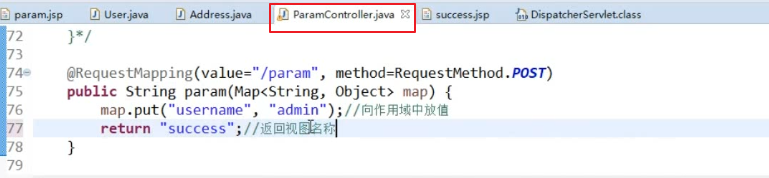 param.jsp User.java Address.java ParamController.java success.jsp DispatcherServlet.class
72 }*/
73
74 @RequestMapping(value="/param", method=RequestMethod.POST)
75 public String param(Map<String, Object> map) {
76 map.put("username", "admin");//向作用域中放值
77 return "success";//返回视图名称
78 }
79